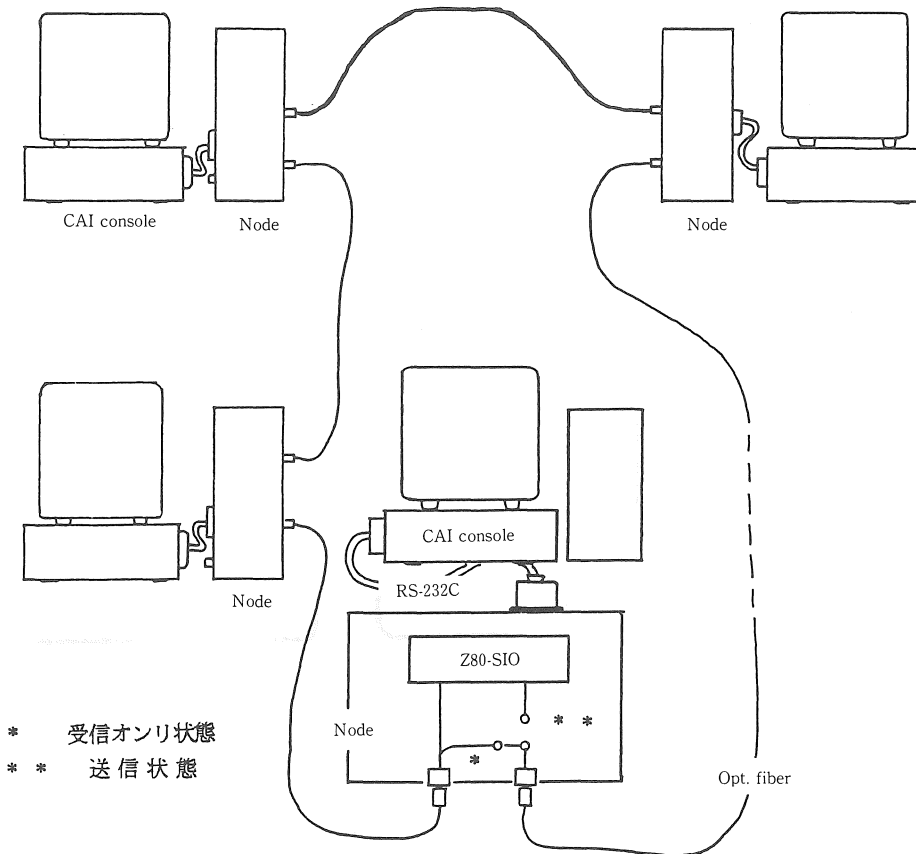 CAI console
Node
Node
CAI console
RS-232C
Node
Z80-SIO
* *
Node
*
* 受信オンリ状態
* * 送信状態
Opt. fiber